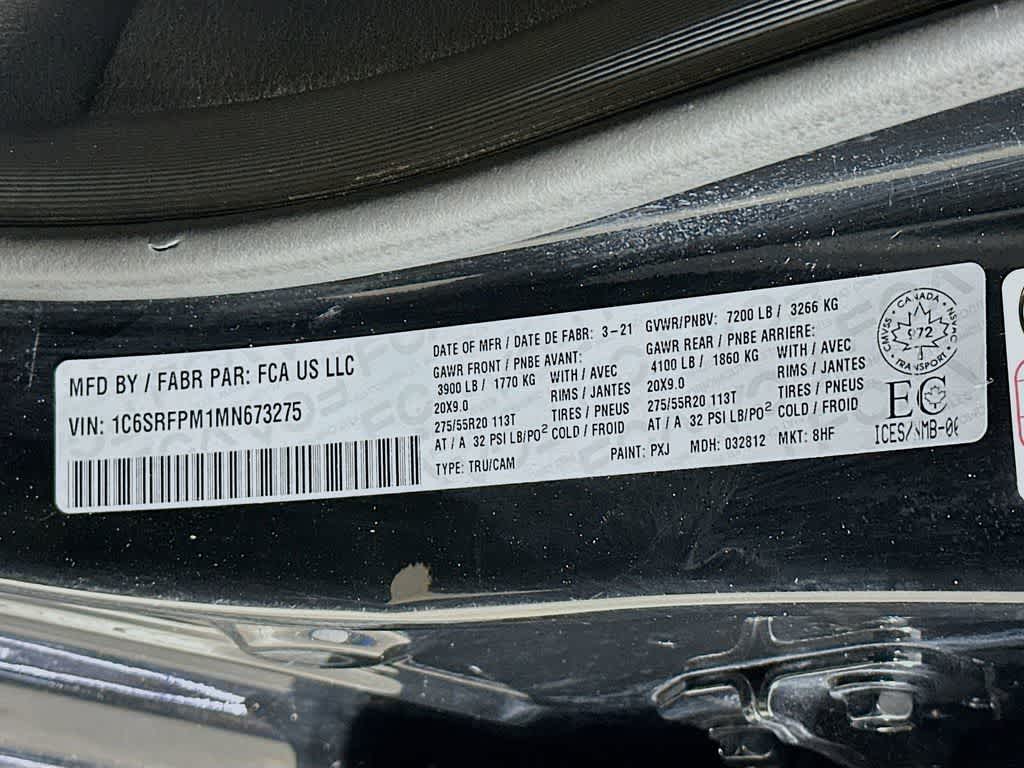 MFD BY / FABR PAR: FCA US LLC
VIN: 1C6SRFPM1MN673275
DATE OF MFR / DATE DE FABR: 3-21 GVWR/PNBV: 7200 LB / 3266 KG
GAWR FRONT / PNBE AVANT:
3900 LB / 1770 KG WITH / AVEC
20X9.0 RIMS / JANTES
275/55R20 113T TIRES / PNEUS
AT / A 32 PSI LB/PO² COLD / FROID
GAWR REAR / PNBE ARRIERE:
4100 LB / 1860 KG WITH / AVEC
20X9.0 RIMS / JANTES
275/55R20 113T TIRES / PNEUS
AT / A 32 PSI LB/PO² COLD / FROID
TYPE: TRU/CAM PAINT: PXJ MDH: 032812 MKT: 8HF
CANADA
CMVSS NSVAC
972
TRANSPORT
EC